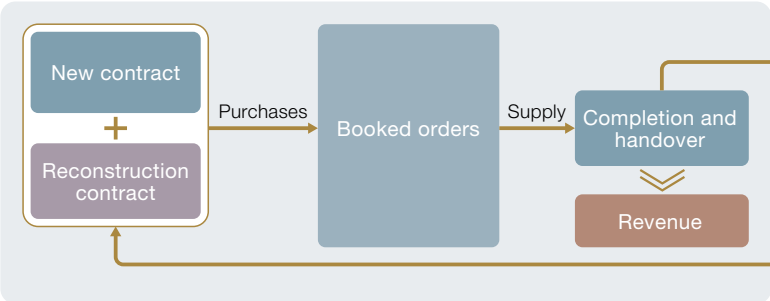 New contract
+
Reconstruction
contract
Purchases
Booked orders
Supply
Completion and
handover
Revenue